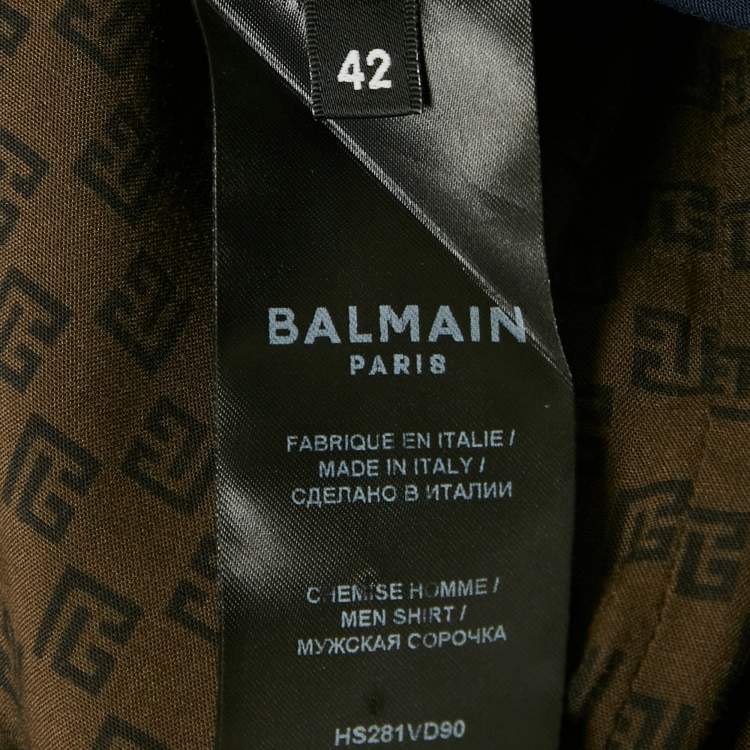 42
BALMAIN
PARIS
FABRIQUE EN ITALIE /
MADE IN ITALY /
СДЕЛАНО В ИТАЛИИ
CHEMISE HOMME /
MEN SHIRT /
МУЖСКАЯ СОРОЧКА
HS281VD90